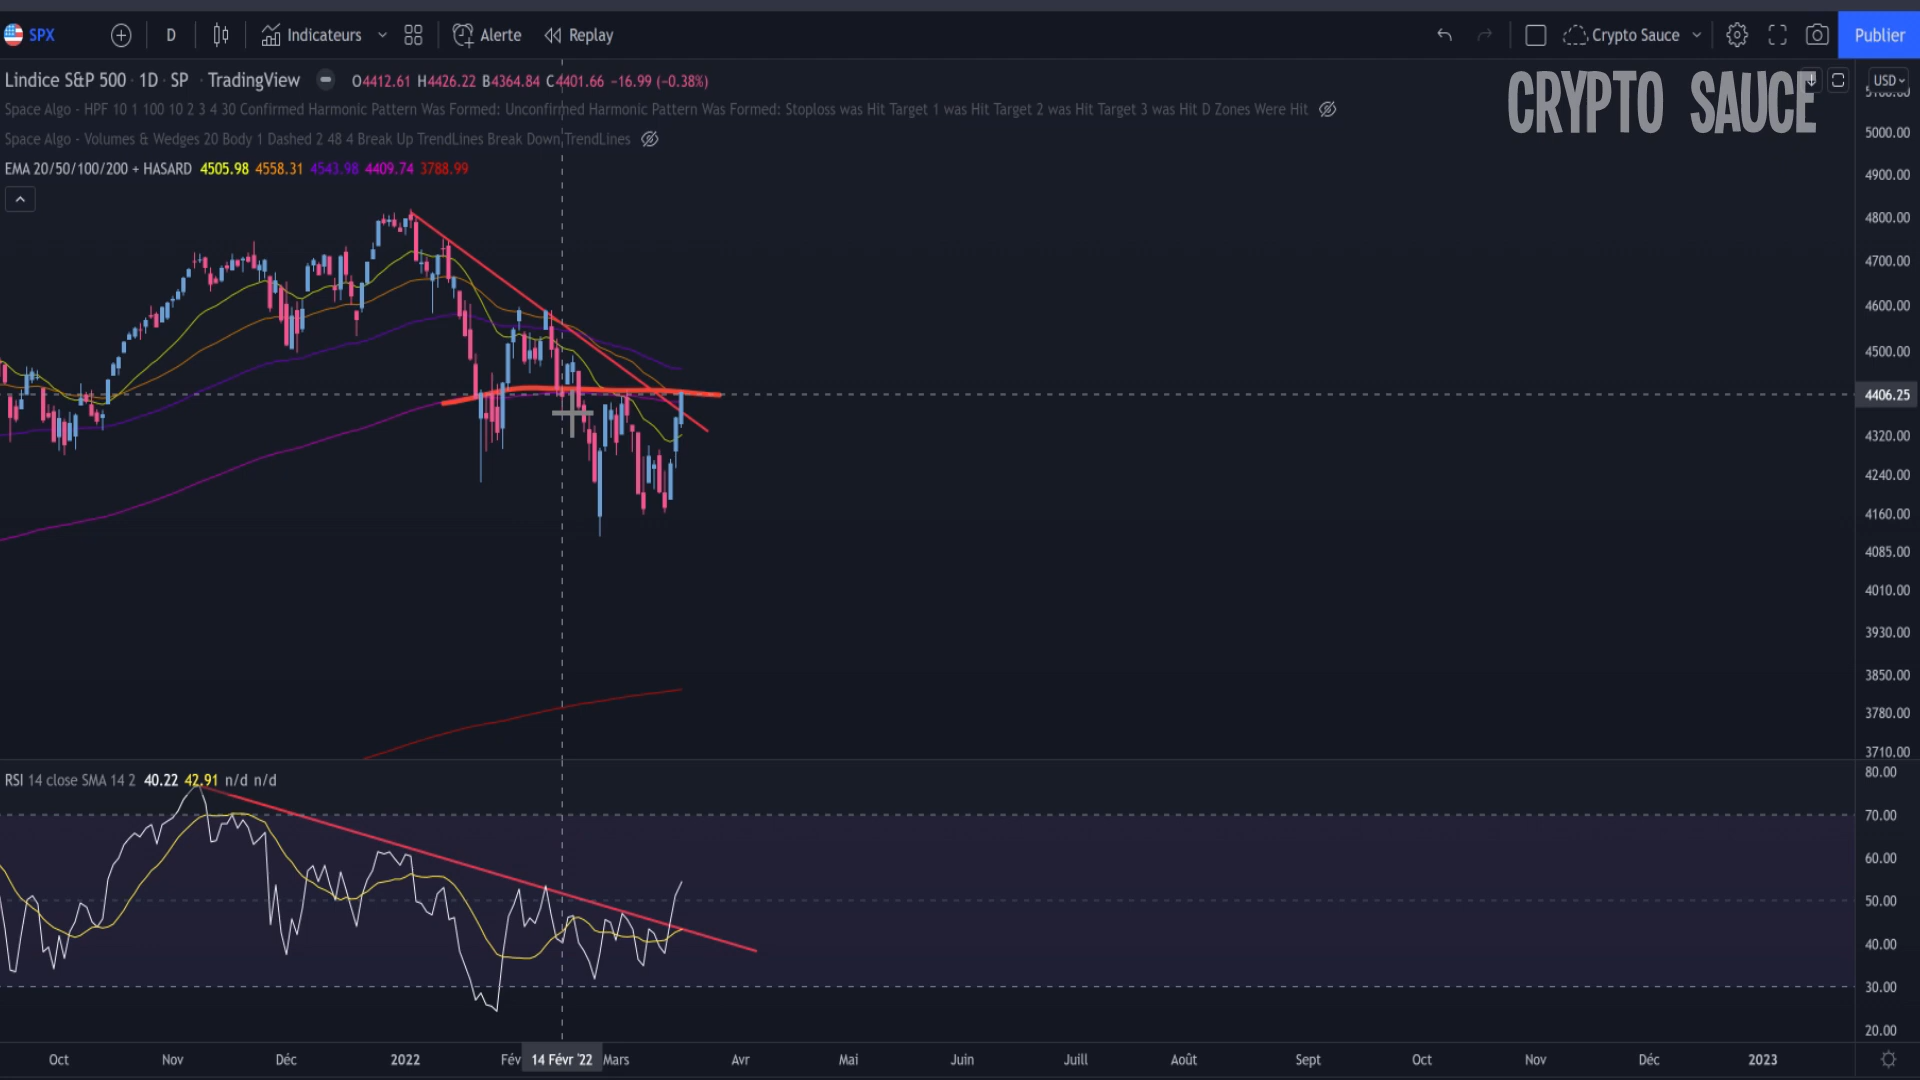 SPX D Indicateurs Alerte Replay Crypto Sauce Publier
Lindice S&P 500 · 1D · SP · TradingView O4412.61 H4426.22 B4364.84 C4401.66 −16.99 (−0.38%)
USD
CRYPTO SAUCE
Space Algo - HPF 10 1 100 10 2 3 4 30 Confirmed Harmonic Pattern Was Formed: Unconfirmed Harmonic Pattern Was Formed: Stoploss was Hit Target 1 was Hit Target 2 was Hit Target 3 was Hit D Zones Were Hit
Space Algo - Volumes & Wedges 20 Body 1 Dashed 2 48 4 Break Up TrendLines Break Down TrendLines
EMA 20/50/100/200 + HASARD 4505.98 4558.31 4543.98 4409.74 3788.99
5000.00
4900.00
4800.00
4700.00
4600.00
4500.00
4406.25
4320.00
4240.00
4160.00
4085.00
4010.00
3930.00
3850.00
3780.00
3710.00
RSI 14 close SMA 14 2 40.22 42.91 n/d n/d
80.00
70.00
60.00
50.00
40.00
30.00
20.00
Oct Nov Déc 2022 Fév 14 Févr '22 Mars Avr Mai Juin Juill Août Sept Oct Nov Déc 2023